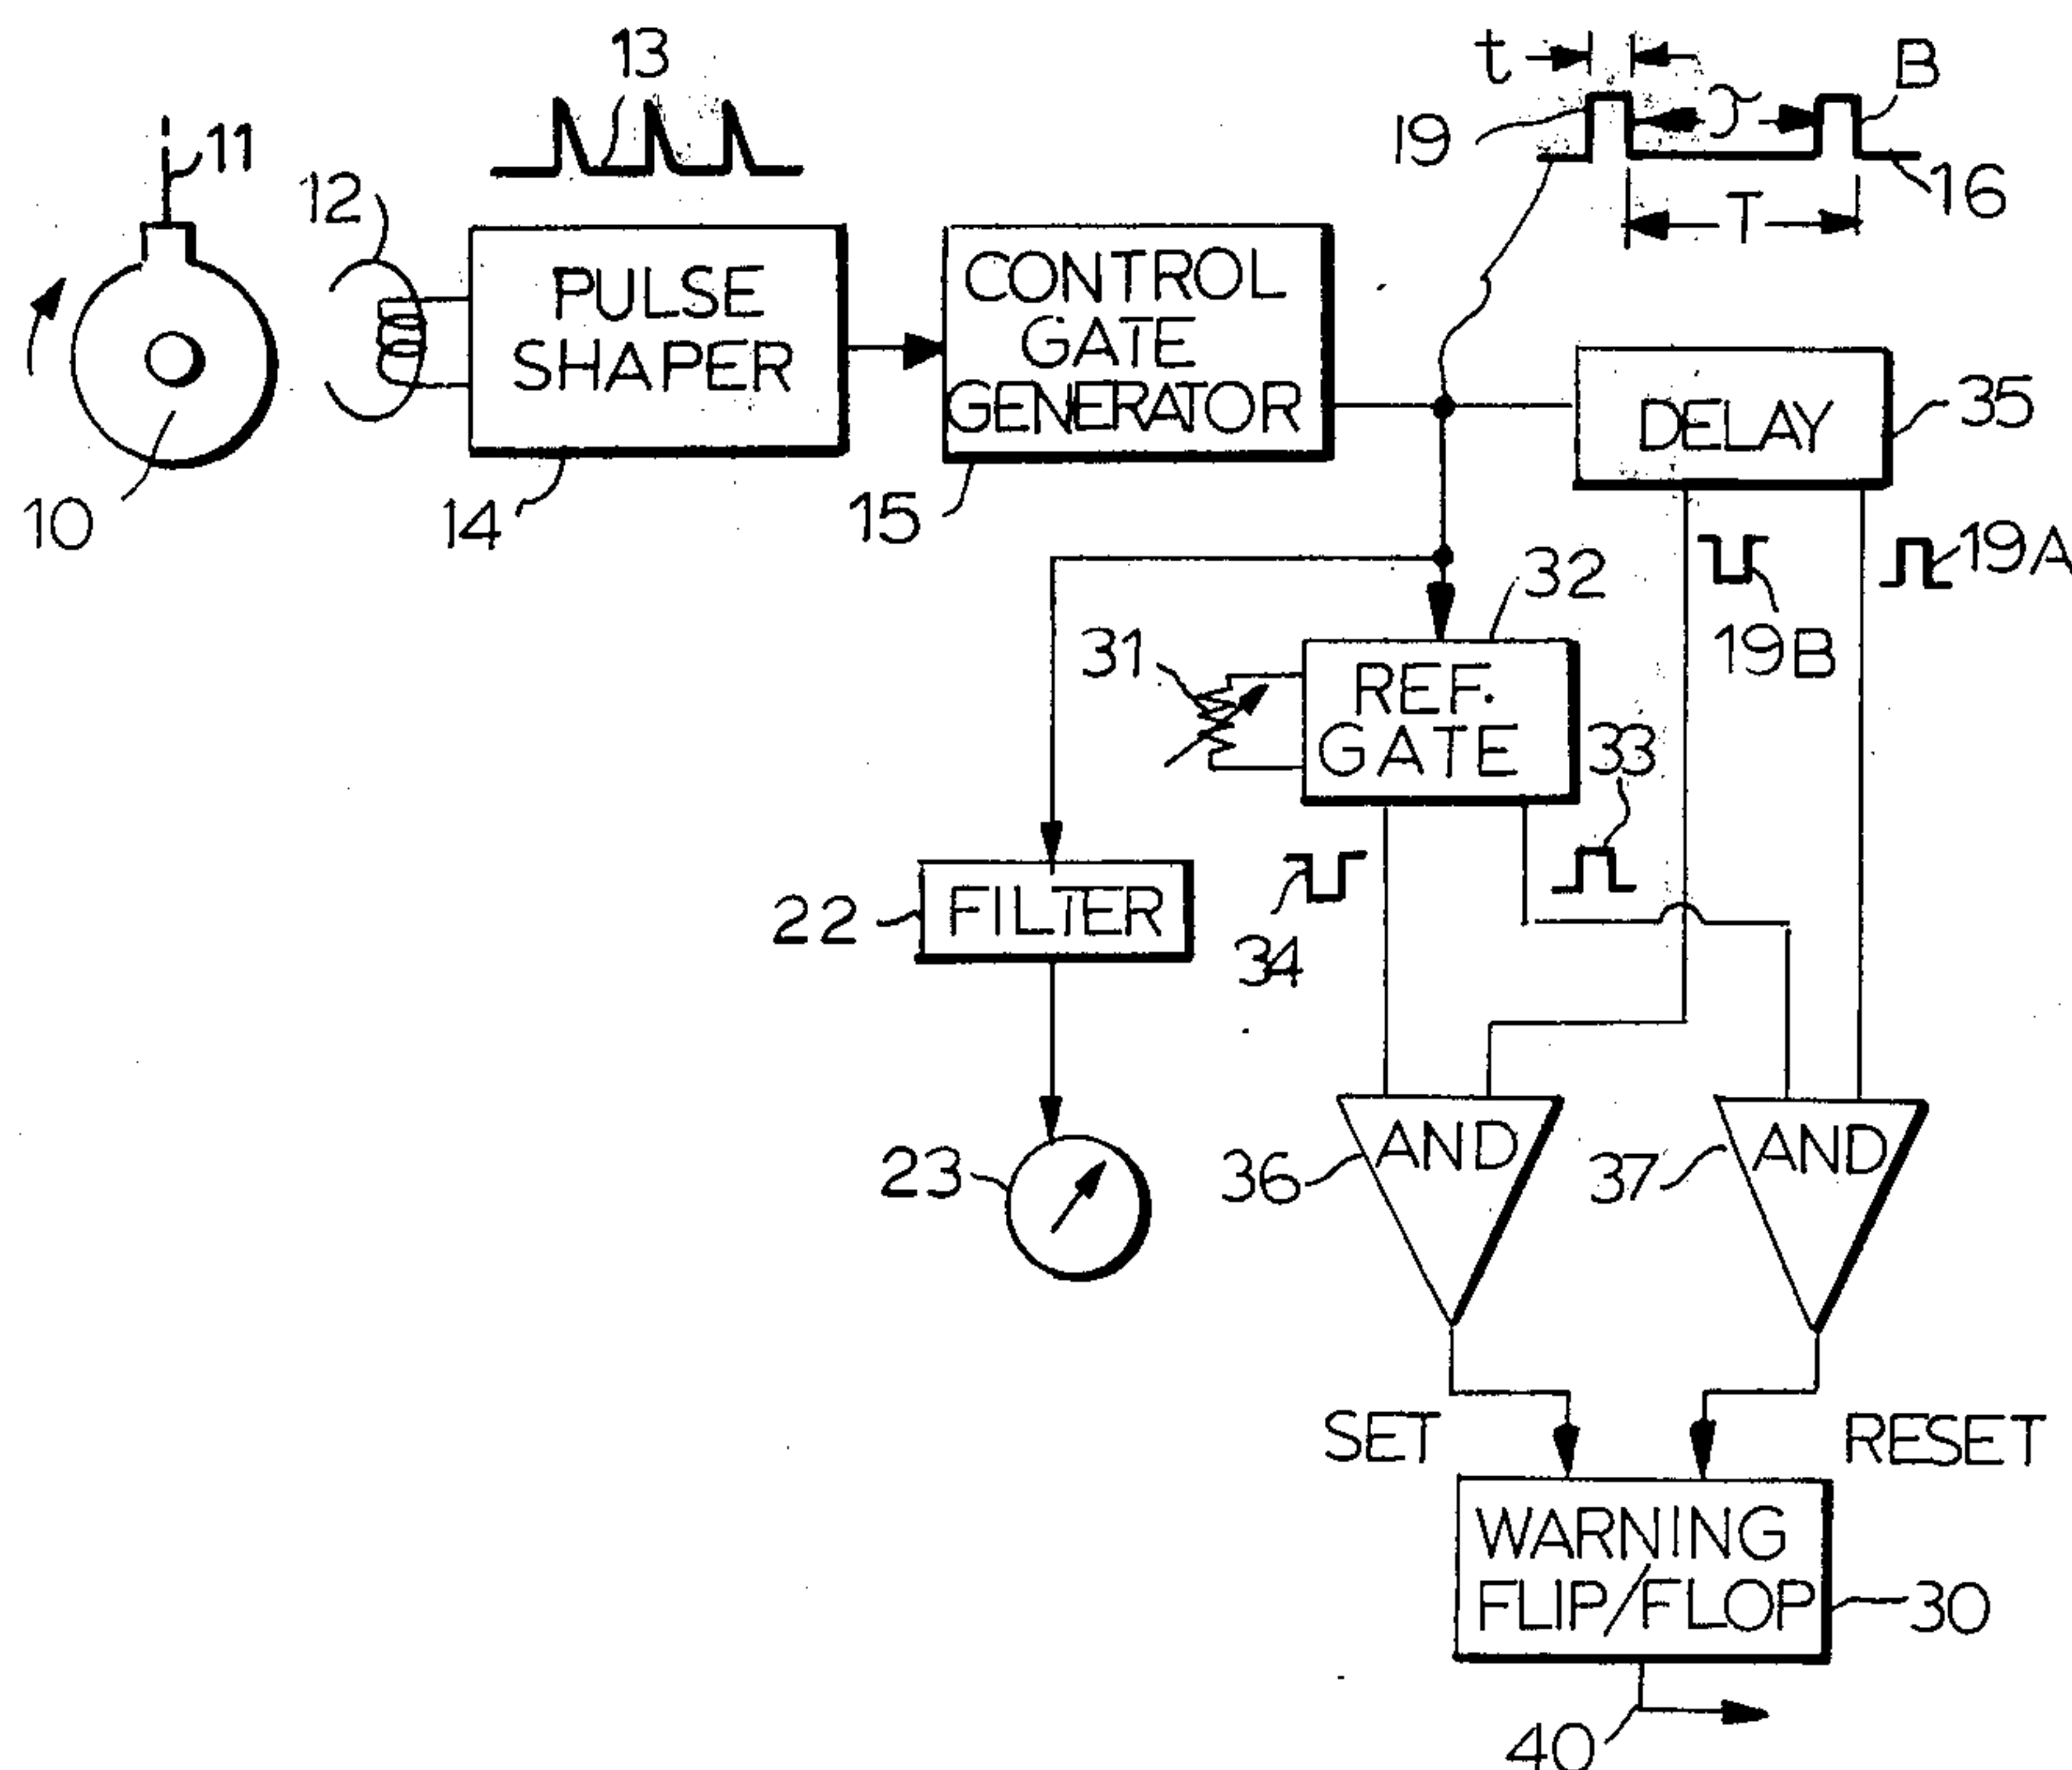 13
t
B
19
T
16
11
12
PULSE
SHAPER
CONTROL
GATE
GENERATOR
DELAY
35
10
14
15
32
19B
19A
31
REF.
GATE
33
34
22
FILTER
23
36
AND
37
AND
SET
RESET
WARNING
FLIP/FLOP
30
40